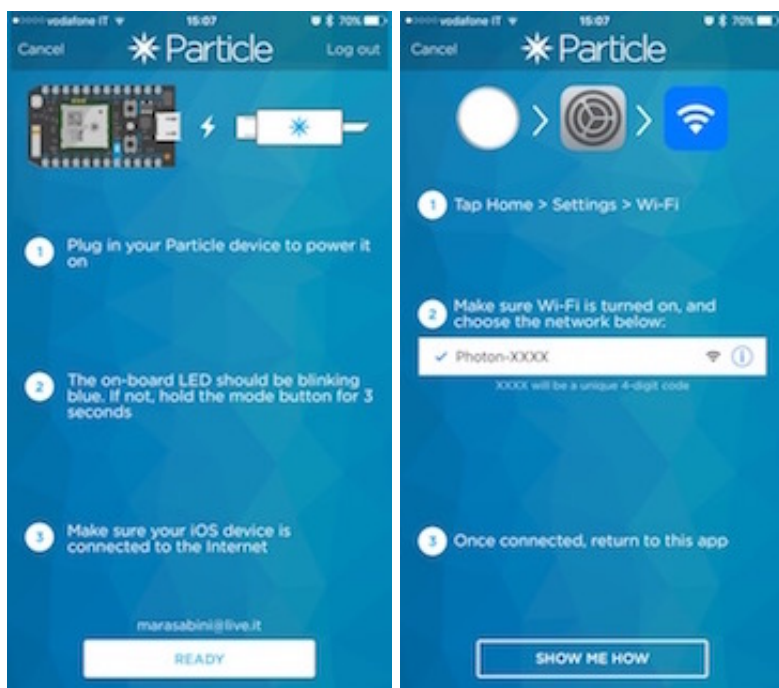 vodafone IT 15:07 70%
Cancel Particle Log out
1 Plug in your Particle device to power it
on
2 The on-board LED should be blinking
blue. If not, hold the mode button for 3
seconds
3 Make sure your iOS device is
connected to the Internet
marasabini@live.it
READY
vodafone IT 15:07 70%
Cancel Particle
1 Tap Home > Settings > Wi-Fi
2 Make sure Wi-Fi is turned on, and
choose the network below:
Photon-XXXX
XXXX will be a unique 4-digit code
3 Once connected, return to this app
SHOW ME HOW